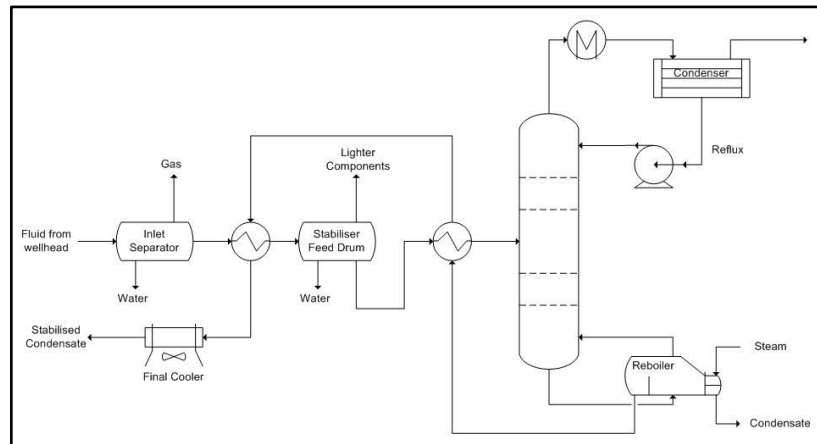 Condenser
Reflux
Gas
Lighter
Components
Fluid from
wellhead
Inlet
Separator
Stabiliser
Feed Drum
Water
Water
Stabilised
Condensate
Final Cooler
Reboiler
Steam
Condensate